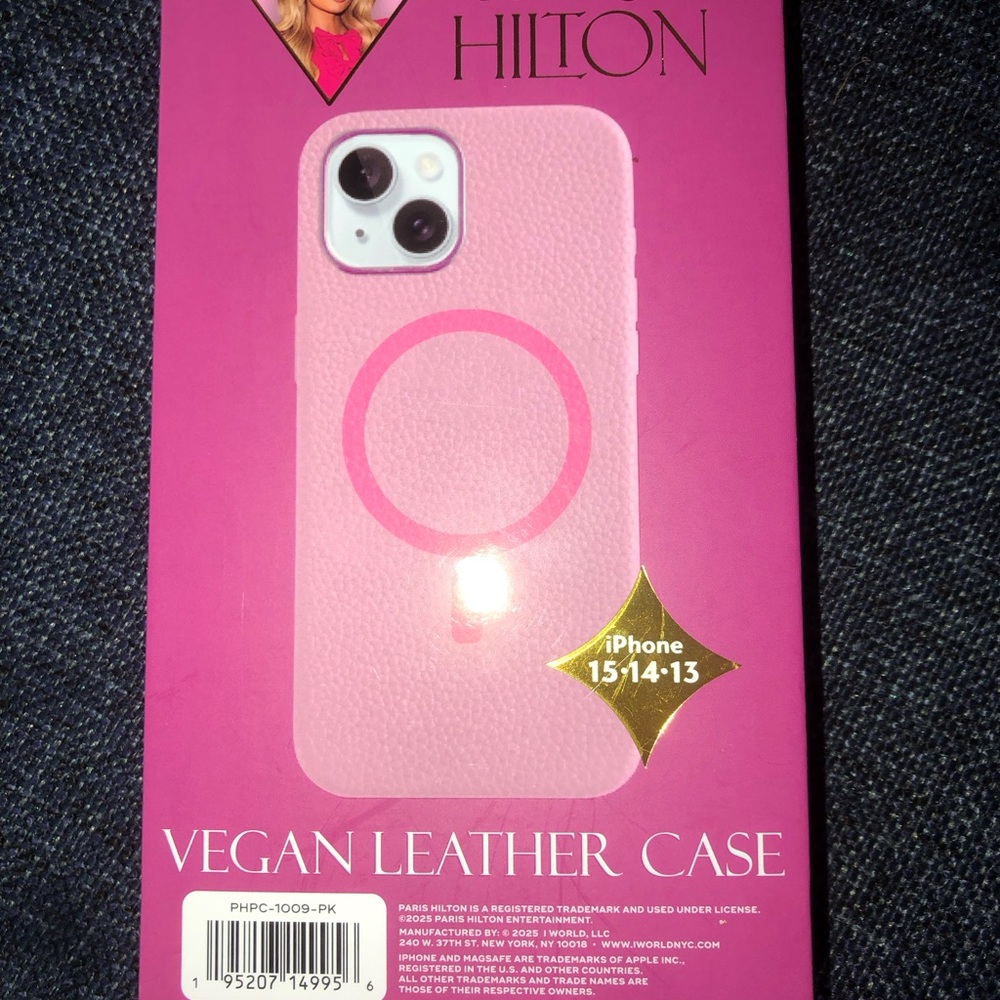 HILTON
iPhone
15•14•13
VEGAN LEATHER CASE
PHPC-1009-PK
1 95207 14995 6
PARIS HILTON IS A REGISTERED TRADEMARK AND USED UNDER LICENSE.
©2025 PARIS HILTON ENTERTAINMENT.
MANUFACTURED BY: © 2025 I WORLD, LLC
240 W. 37TH ST. NEW YORK, NY 10018 • WWW.IWORLDNYC.COM
IPHONE AND MAGSAFE ARE TRADEMARKS OF APPLE INC.,
REGISTERED IN THE U.S. AND OTHER COUNTRIES.
ALL OTHER TRADEMARKS AND TRADE NAMES ARE
THOSE OF THEIR RESPECTIVE OWNERS.